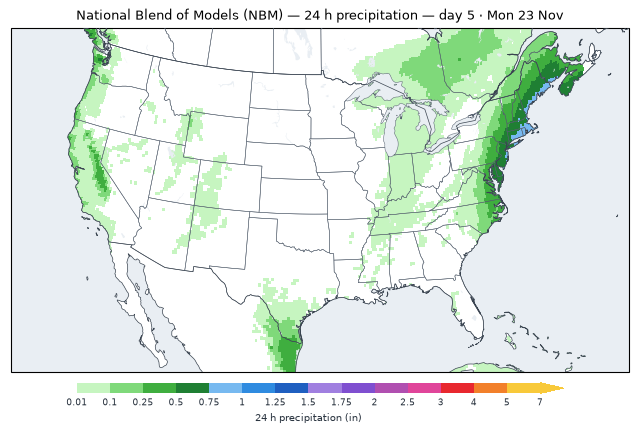 National Blend of Models (NBM) — 24 h precipitation — day 5 · Mon 23 Nov
0.01 0.1 0.25 0.5 0.75 1 1.25 1.5 1.75 2 2.5 3 4 5 7
24 h precipitation (in)